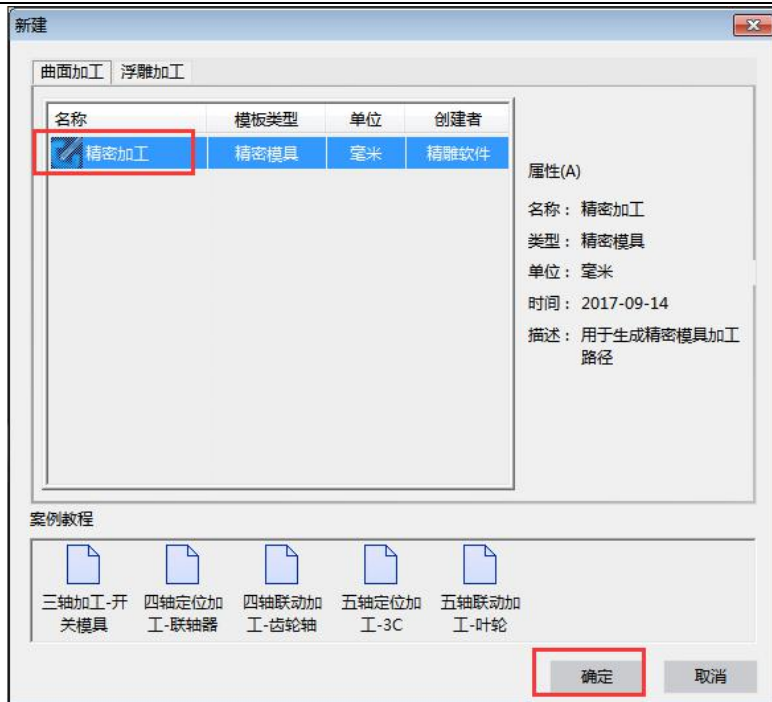 新建
曲面加工 浮雕加工
名称 模板类型 单位 创建者
精密加工 精密模具 毫米 精雕软件
属性(A)
名称： 精密加工
类型： 精密模具
单位： 毫米
时间： 2017-09-14
描述： 用于生成精密模具加工
路径
案例教程
三轴加工-开
关模具
四轴定位加
工-联轴器
四轴联动加
工-齿轮轴
五轴定位加
工-3C
五轴联动加
工-叶轮
确定 取消